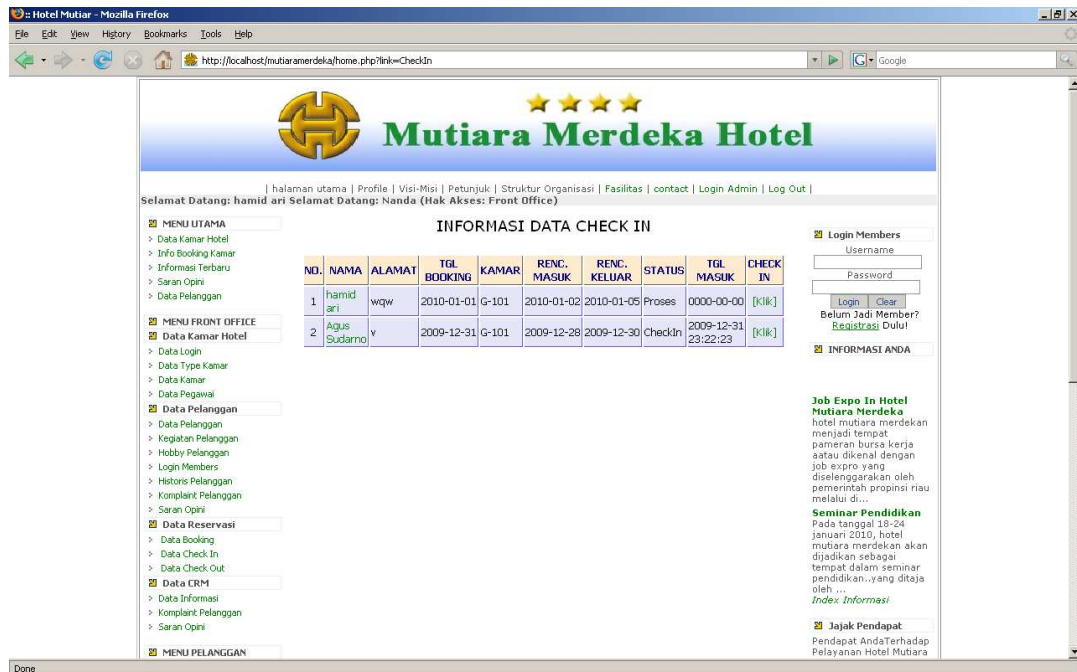 :: Hotel Mutiar - Mozilla Firefox
File Edit View History Bookmarks Tools Help
http://localhost/mutiaramerdeka/home.php?link=CheckIn
Google
Mutiara Merdeka Hotel
| halaman utama | Profile | Visi-Misi | Petunjuk | Struktur Organisasi | Fasilitas | contact | Login Admin | Log Out |
Selamat Datang: hamid ari Selamat Datang: Nanda (Hak Akses: Front Office)
MENU UTAMA
> Data Kamar Hotel
> Info Booking Kamar
> Informasi Terbaru
> Saran Opini
> Data Pelanggan
MENU FRONT OFFICE
Data Kamar Hotel
> Data Login
> Data Type Kamar
> Data Kamar
> Data Pegawai
Data Pelanggan
> Data Pelanggan
> Kegiatan Pelanggan
> Hobby Pelanggan
> Login Members
> Historis Pelanggan
> Komplaint Pelanggan
> Saran Opini
Data Reservasi
> Data Booking
> Data Check In
> Data Check Out
Data CRM
> Data Informasi
> Komplaint Pelanggan
> Saran Opini
MENU PELANGGAN
INFORMASI DATA CHECK IN
NO. NAMA ALAMAT TGL BOOKING KAMAR RENC. MASUK RENC. KELUAR STATUS TGL MASUK CHECK IN
1 hamid ari wqw 2010-01-01 G-101 2010-01-02 2010-01-05 Proses 0000-00-00 [Klik]
2 Agus Sudarno v 2009-12-31 G-101 2009-12-28 2009-12-30 CheckIn 2009-12-31 23:22:23 [Klik]
Login Members
Username
Password
Login Clear
Belum Jadi Member?
Registrasi Dulu!
INFORMASI ANDA
Job Expo In Hotel
Mutiara Merdeka
hotel mutiara merdekan
menjadi tempat
pameran bursa kerja
aatau dikenal dengan
job expro yang
diselenggarakan oleh
pemerintah propinsi riau
melalui di...
Seminar Pendidikan
Pada tanggal 18-24
januari 2010, hotel
mutiara merdekan akan
dijadikan sebagai
tempat dalam seminar
pendidikan..yang ditaja
oleh ...
Index Informasi
Jajak Pendapat
Pendapat AndaTerhadap
Pelayanan Hotel Mutiara
Done